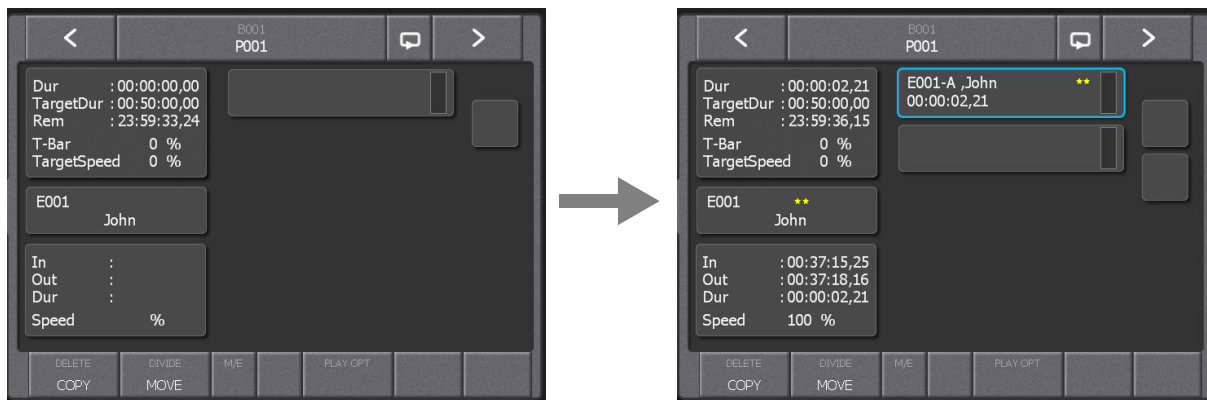 B001
P001
Dur : 00:00:00,00
TargetDur : 00:50:00,00
Rem : 23:59:33,24
T-Bar 0 %
TargetSpeed 0 %
E001
John
In :
Out :
Dur :
Speed %
DELETE DIVIDE M/E PLAY OPT
COPY MOVE
B001
P001
Dur : 00:00:02,21
TargetDur : 00:50:00,00
Rem : 23:59:36,15
T-Bar 0 %
TargetSpeed 0 %
E001-A ,John **
00:00:02,21
E001 **
John
In : 00:37:15,25
Out : 00:37:18,16
Dur : 00:00:02,21
Speed 100 %
DELETE DIVIDE M/E PLAY OPT
COPY MOVE